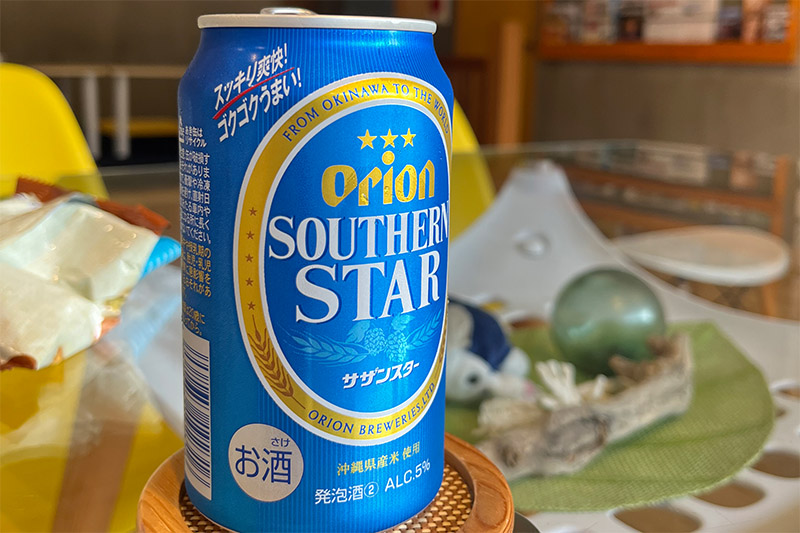 スッキリ爽快!
ゴクゴクうまい!
FROM OKINAWA TO THE WORLD
orion
SOUTHERN
STAR
サザンスター
ORION BREWERIES, LTD.
さけ
お酒
沖縄県産米 使用
発泡酒② ALC.5%